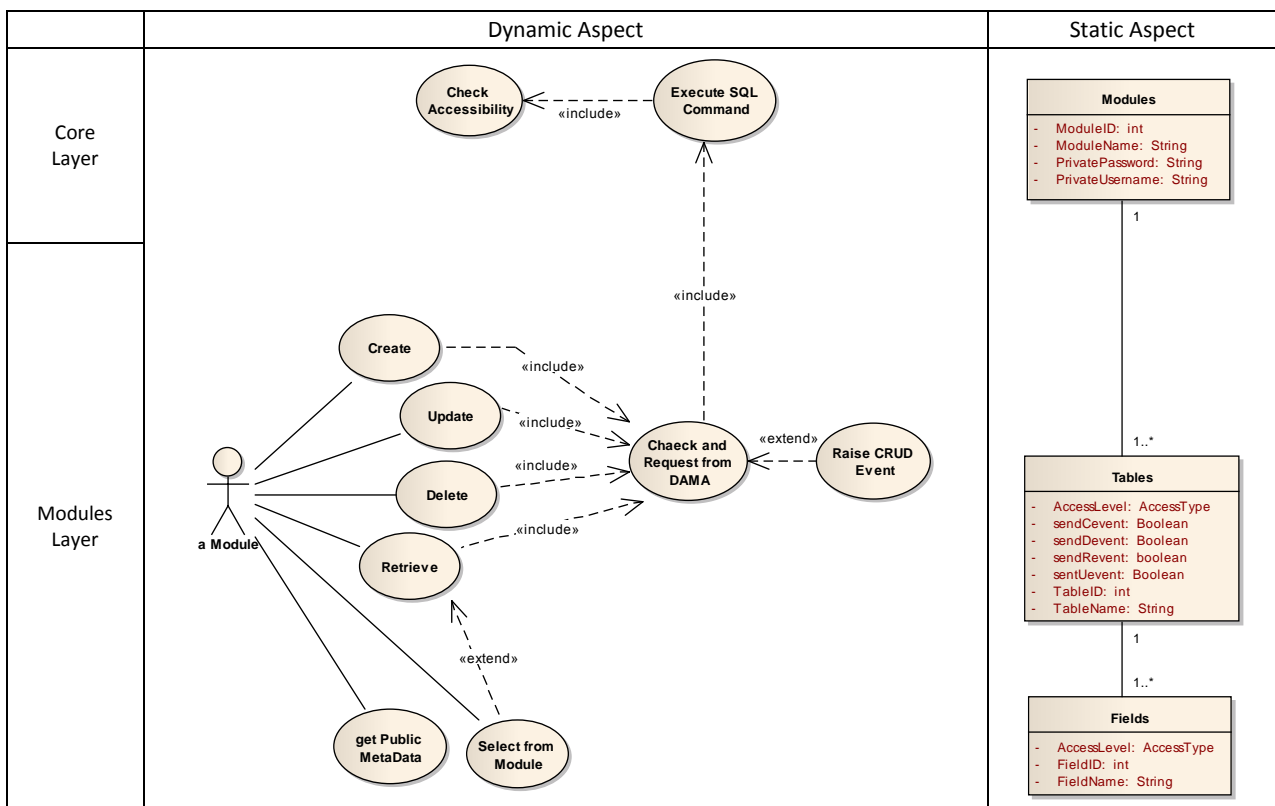 Dynamic Aspect
Static Aspect
Core
Layer
Check
Accessibility
«include»
Execute SQL
Command
«include»
Modules
Layer
a Module
Create
Update
Delete
Retrieve
get Public
MetaData
Select from
Module
«include»
«include»
«include»
«include»
«extend»
Chaeck and
Request from
DAMA
«extend»
Raise CRUD
Event
Modules
- ModuleID: int
- ModuleName: String
- PrivatePassword: String
- PrivateUsername: String
1
1..*
Tables
- AccessLevel: AccessType
- sendCevent: Boolean
- sendDevent: Boolean
- sendRevent: boolean
- sentUevent: Boolean
- TableID: int
- TableName: String
1
1..*
Fields
- AccessLevel: AccessType
- FieldID: int
- FieldName: String